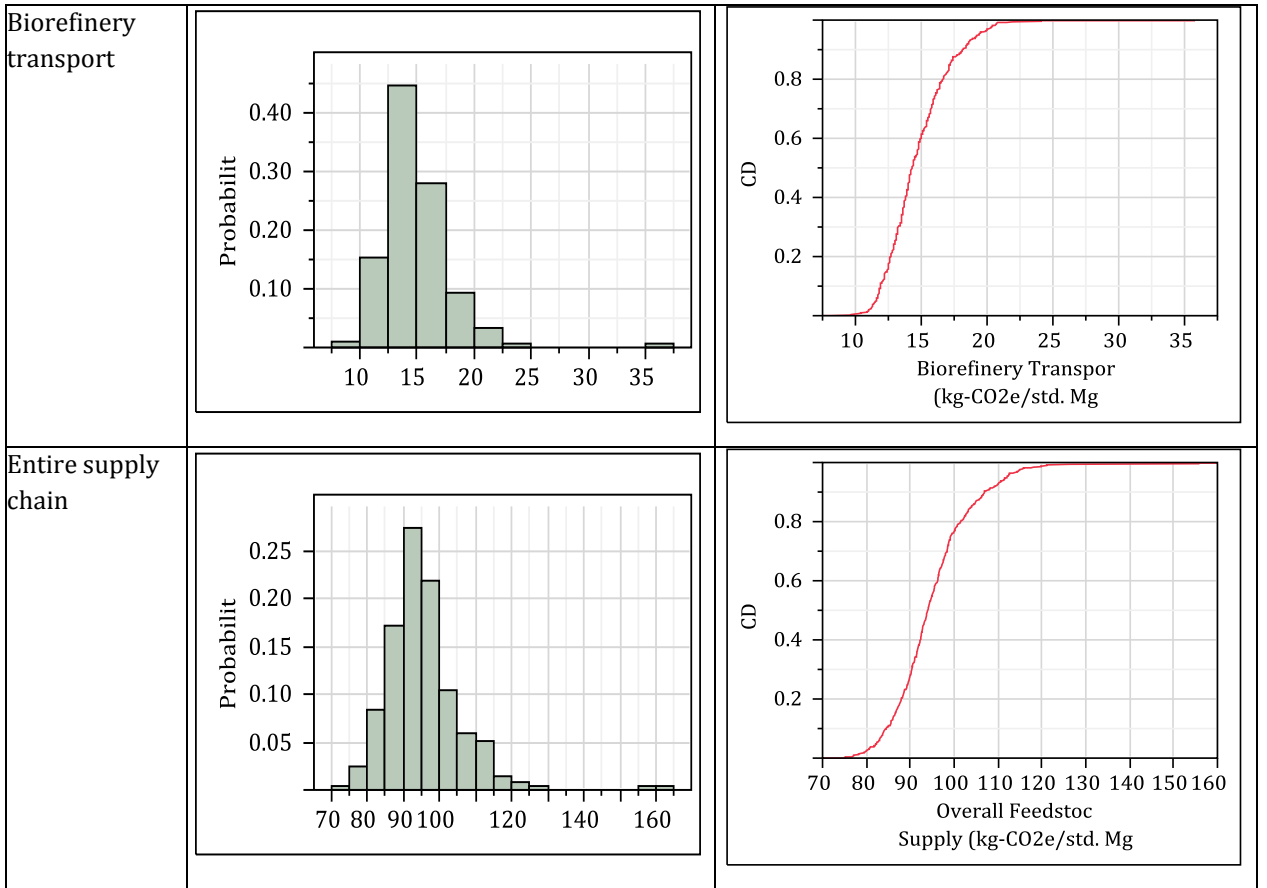 Biorefinery
transport
Probabilit
0.40
0.30
0.20
0.10
10 15 20 25 30 35
CD
0.8
0.6
0.4
0.2
10 15 20 25 30 35
Biorefinery Transpor
(kg-CO2e/std. Mg
Entire supply
chain
Probabilit
0.25
0.20
0.15
0.10
0.05
70 80 90 100 120 140 160
CD
0.8
0.6
0.4
0.2
70 80 90 100 110 120 130 140 150 160
Overall Feedstoc
Supply (kg-CO2e/std. Mg